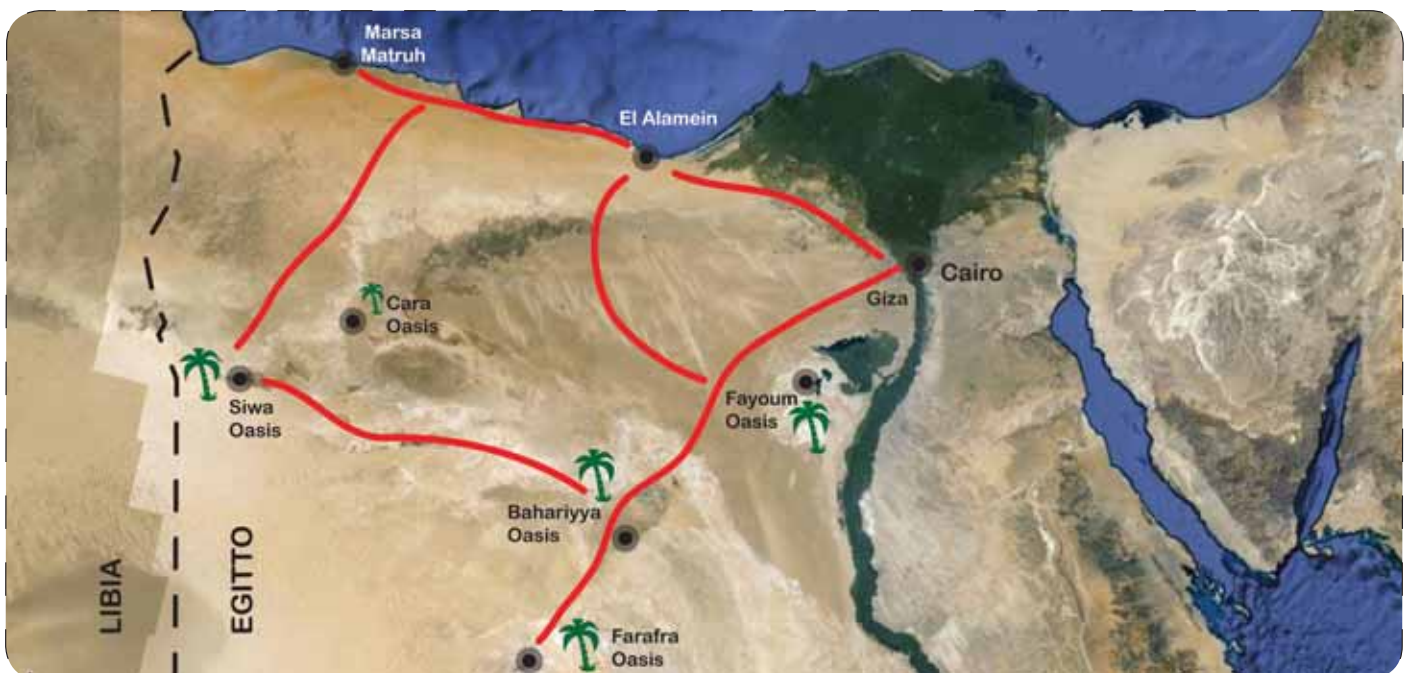 Marsa
Matruh
El Alamein
Cairo
Giza
Cara
Oasis
Siwa
Oasis
Fayoum
Oasis
Bahariyya
Oasis
Farafra
Oasis
LIBIA
EGITTO